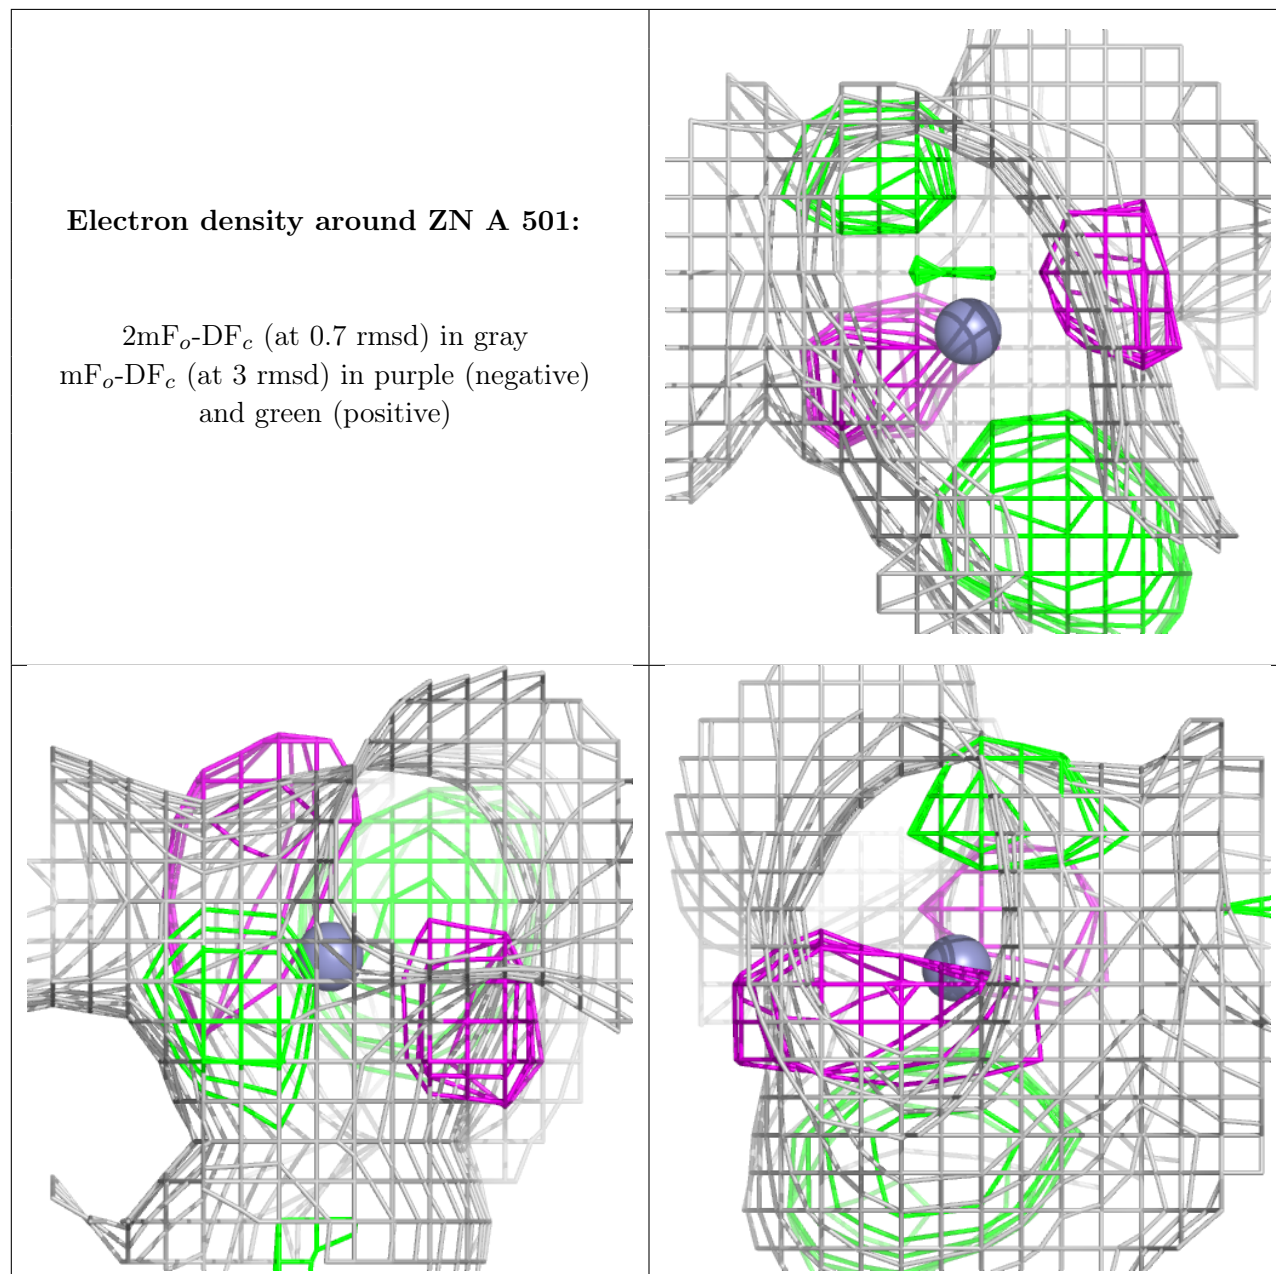 Electron density around ZN A 501:
2mFo-DFc (at 0.7 rmsd) in gray
mFo-DFc (at 3 rmsd) in purple (negative)
and green (positive)